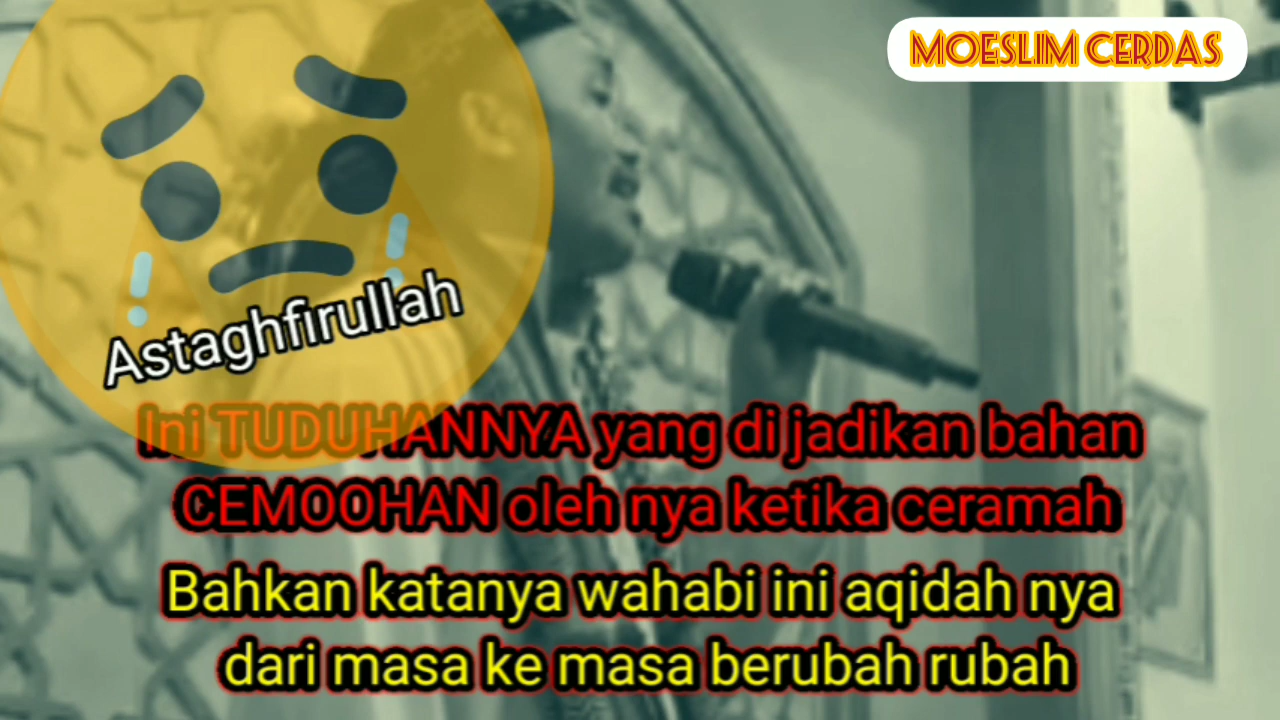 MOESLIM CERDAS
Astaghfirullah
Ini TUDUHANNYA yang di jadikan bahan
CEMOOHAN oleh nya ketika ceramah
Bahkan katanya wahabi ini aqidah nya
dari masa ke masa berubah rubah